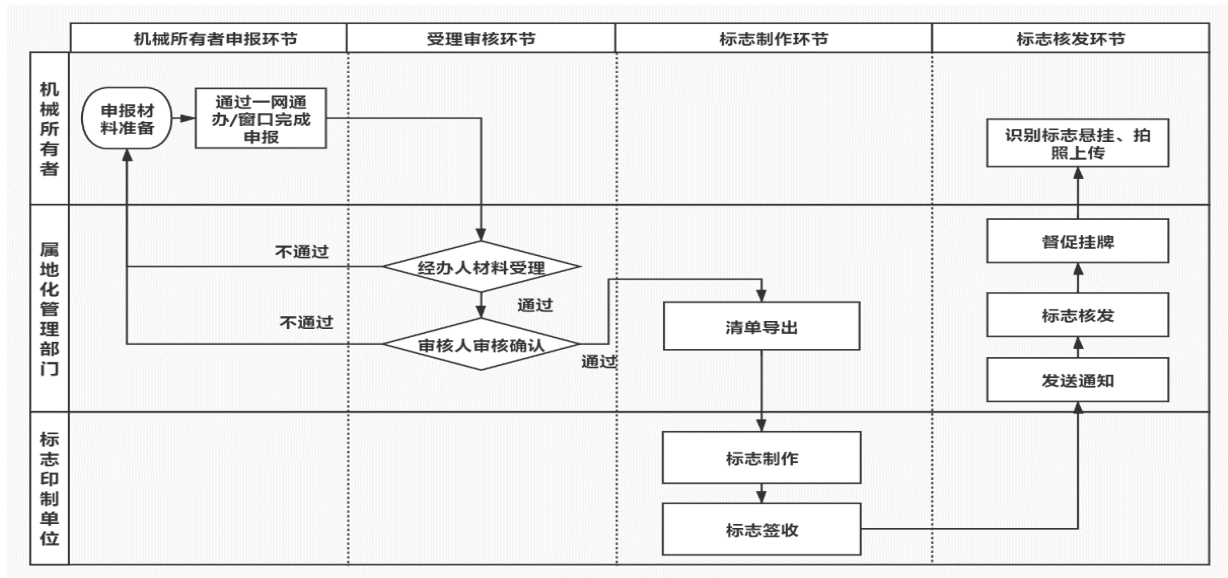 机械所有者申报环节
受理审核环节
标志制作环节
标志核发环节
机械所有者
申报材
料准备
通过一网通
办/窗口完成
申报
识别标志悬挂、拍
照上传
属地化管理部门
不通过
经办人材料受理
通过
不通过
审核人审核确认
通过
清单导出
督促挂牌
标志核发
发送通知
标志印制单位
标志制作
标志签收